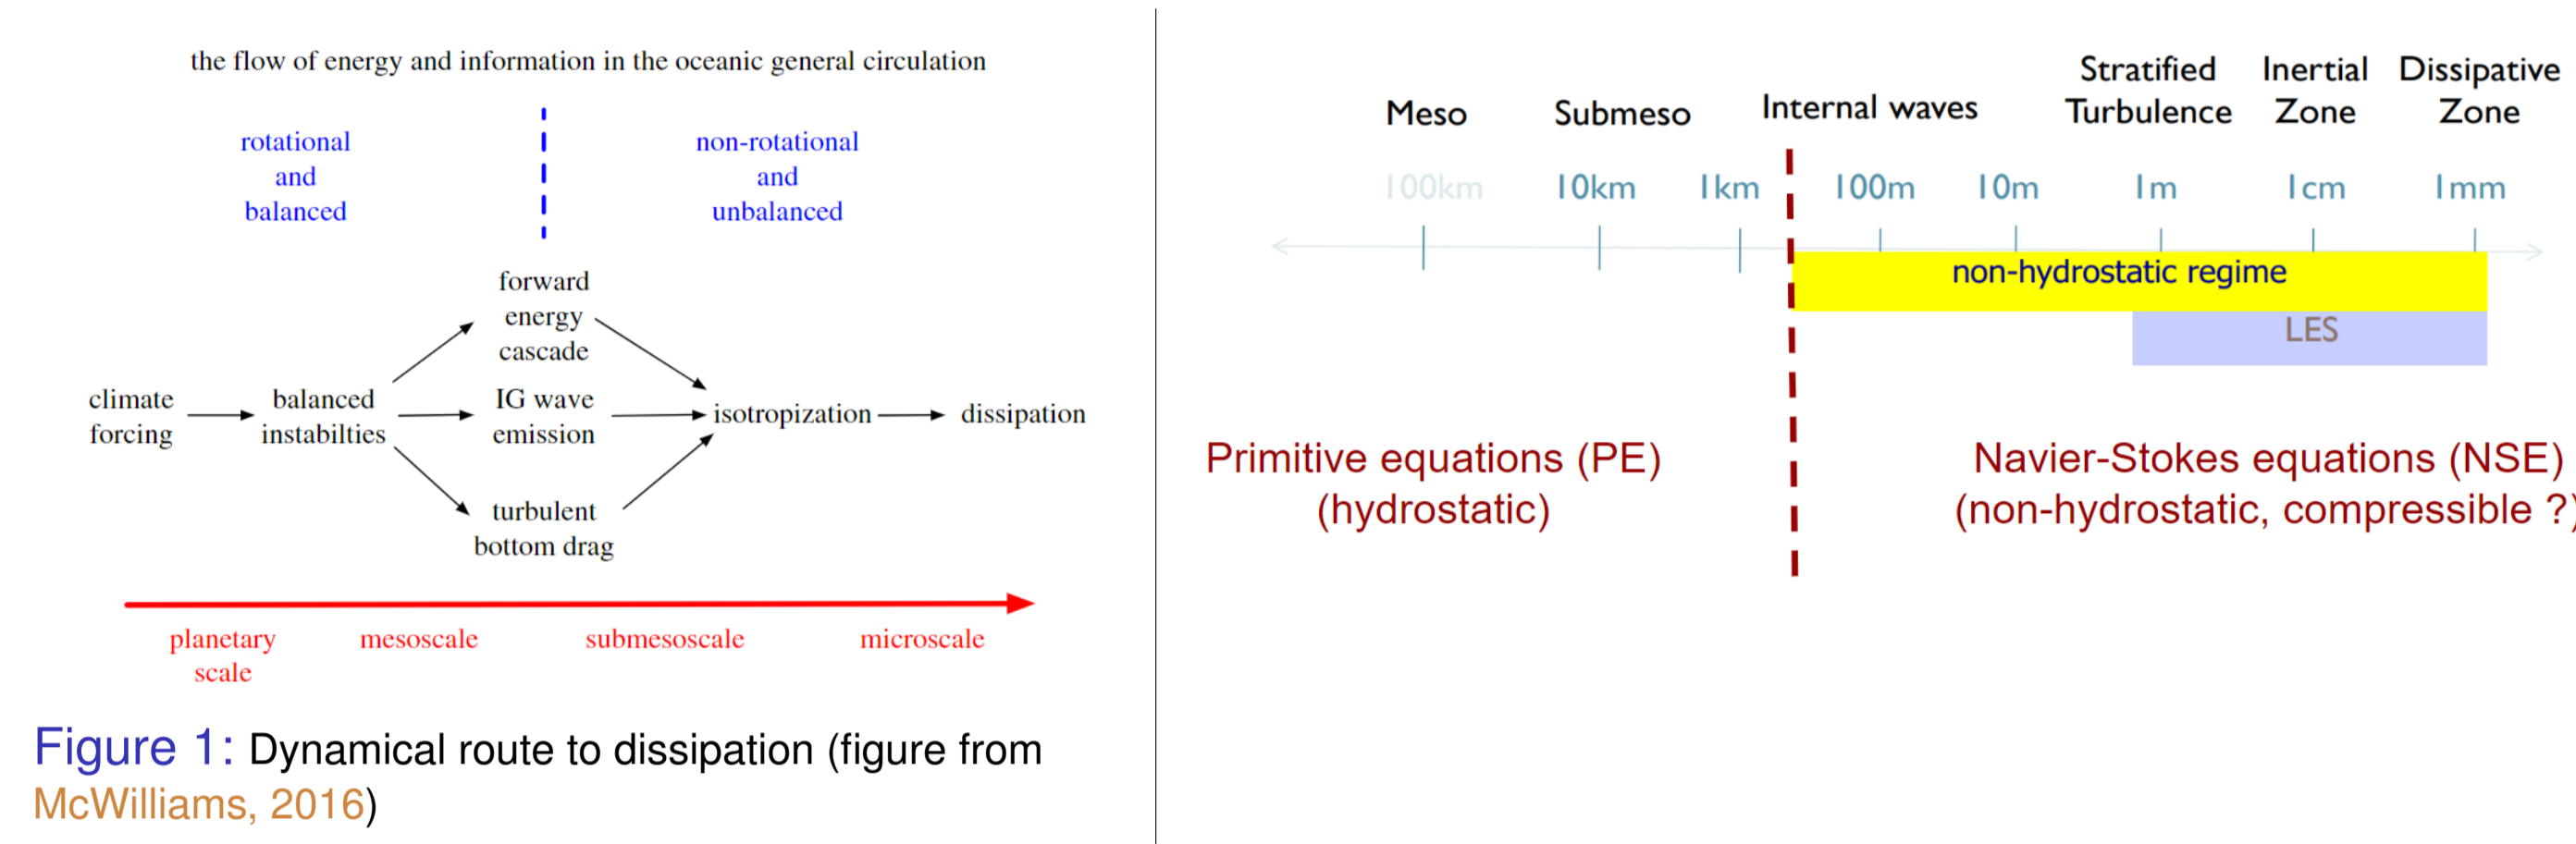 the flow of energy and information in the oceanic general circulation
rotational
and
balanced
non-rotational
and
unbalanced
forward
energy
cascade
climate
forcing
balanced
instabilties
IG wave
emission
isotropization
dissipation
turbulent
bottom drag
planetary
scale
mesoscale
submesoscale
microscale
Figure 1: Dynamical route to dissipation (figure from
McWilliams, 2016)
Meso
Submeso
Internal waves
Stratified
Turbulence
Inertial
Zone
Dissipative
Zone
100km
10km
1km
100m
10m
1m
1cm
1mm
non-hydrostatic regime
LES
Primitive equations (PE)
(hydrostatic)
Navier-Stokes equations (NSE)
(non-hydrostatic, compressible ?)